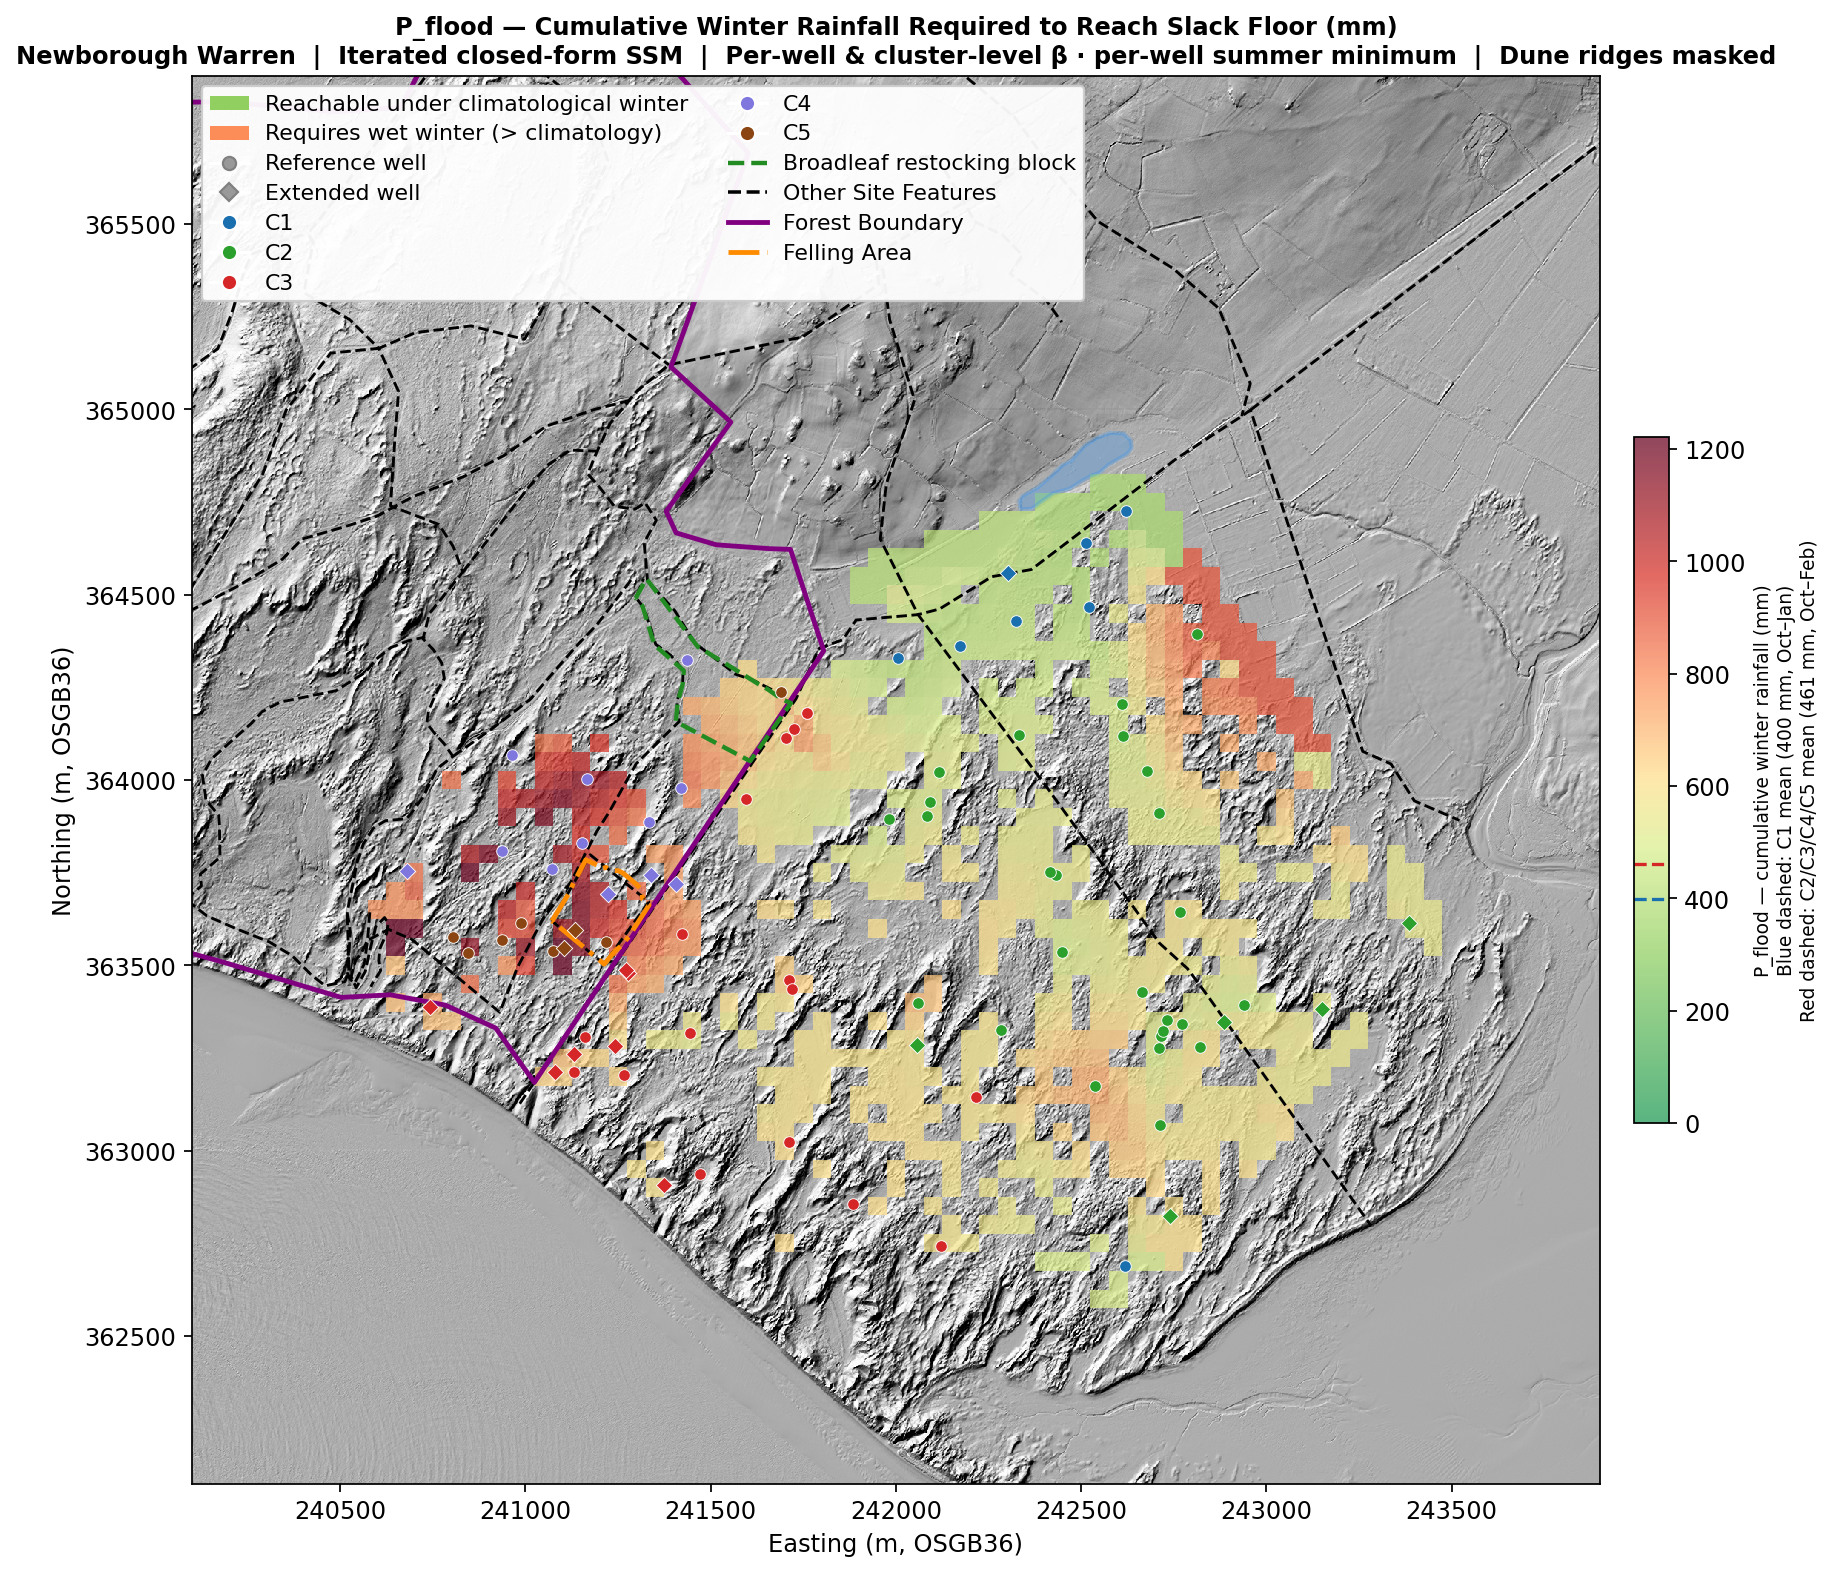 P_flood — Cumulative Winter Rainfall Required to Reach Slack Floor (mm)
Newborough Warren | Iterated closed-form SSM | Per-well & cluster-level β · per-well summer minimum | Dune ridges masked
Reachable under climatological winter
Requires wet winter (> climatology)
Reference well
Extended well
C1
C2
C3
C4
C5
Broadleaf restocking block
Other Site Features
Forest Boundary
Felling Area
365500
365000
364500
364000
363500
363000
362500
Northing (m, OSGB36)
240500
241000
241500
242000
242500
243000
243500
Easting (m, OSGB36)
1200
1000
800
600
400
200
0
P_flood — cumulative winter rainfall (mm)
Blue dashed: C1 mean (400 mm, Oct–Jan)
Red dashed: C2/C3/C4/C5 mean (461 mm, Oct–Feb)